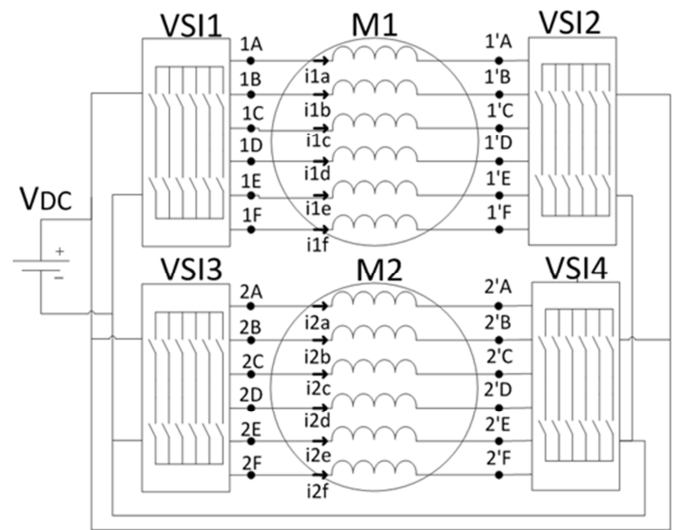 VSI1 M1 VSI2
1A 1'A
i1a
1B 1'B
i1b
1C 1'C
i1c
1D 1'D
i1d
1E 1'E
i1e
1F 1'F
i1f
VDC
+
−
VSI3 M2 VSI4
2A 2'A
i2a
2B 2'B
i2b
2C 2'C
i2c
2D 2'D
i2d
2E 2'E
i2e
2F 2'F
i2f